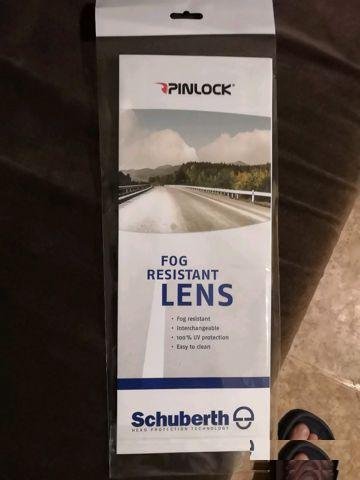 PINLOCK®
FOG
RESISTANT
LENS
• Fog resistant
• Interchangeable
• 100% UV protection
• Easy to clean
Schuberth
HEAD PROTECTION TECHNOLOGY